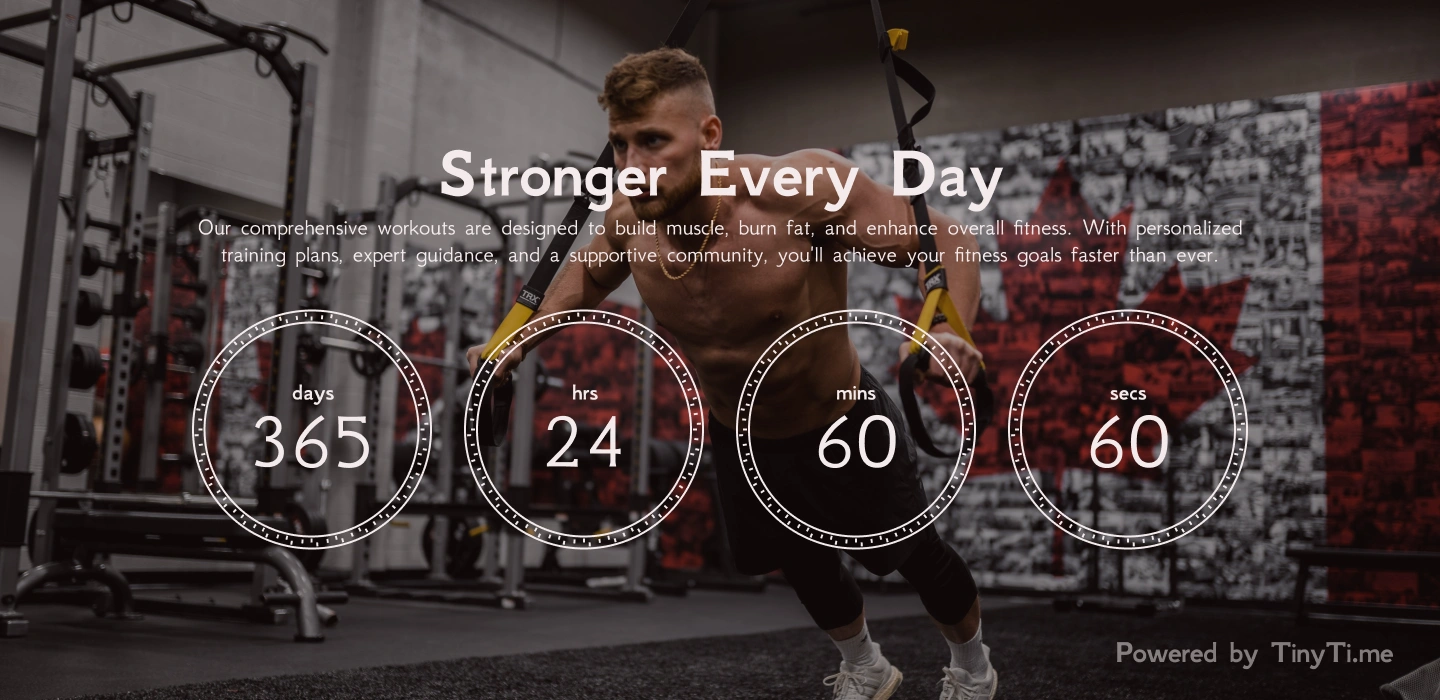 Stronger Every Day
Our comprehensive workouts are designed to build muscle, burn fat, and enhance overall fitness. With personalized
training plans, expert guidance, and a supportive community, you'll achieve your fitness goals faster than ever.
TRX
TRX
days
hrs
mins
secs
365
24
60
60
Powered by TinyTi.me